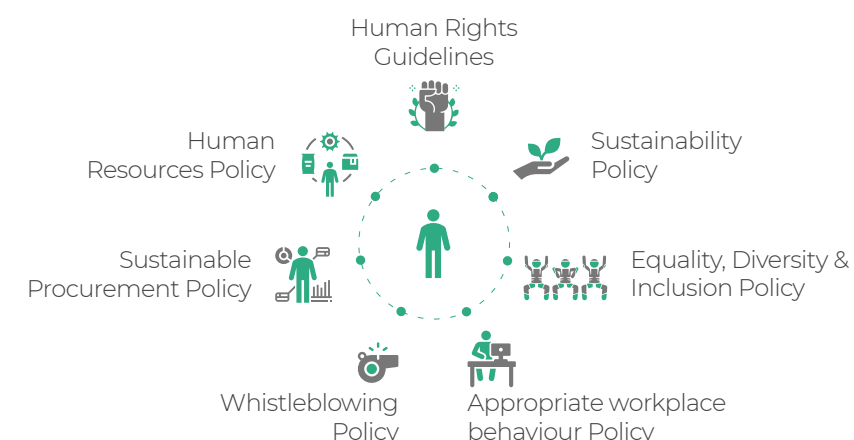 Human Rights
Guidelines
Human
Resources Policy
Sustainability
Policy
Sustainable
Procurement Policy
Equality, Diversity &
Inclusion Policy
Whistleblowing
Policy
Appropriate workplace
behaviour Policy